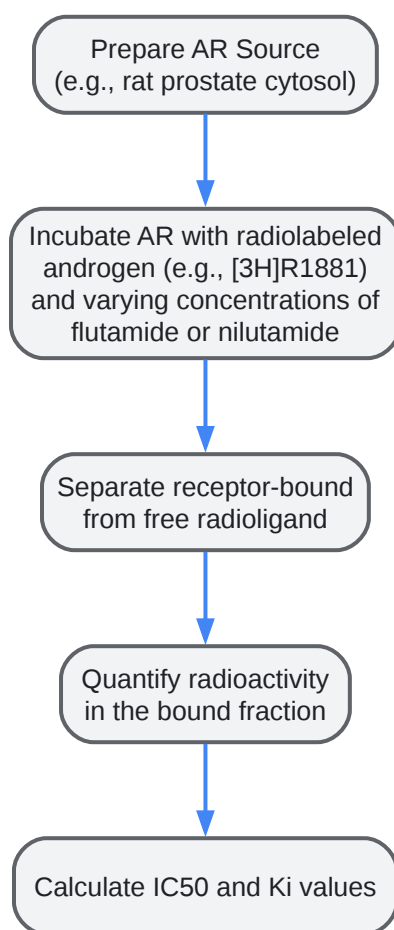 Prepare AR Source
(e.g., rat prostate cytosol)
Incubate AR with radiolabeled
androgen (e.g., [3H]R1881)
and varying concentrations of
flutamide or nilutamide
Separate receptor-bound
from free radioligand
Quantify radioactivity
in the bound fraction
Calculate IC50 and Ki values